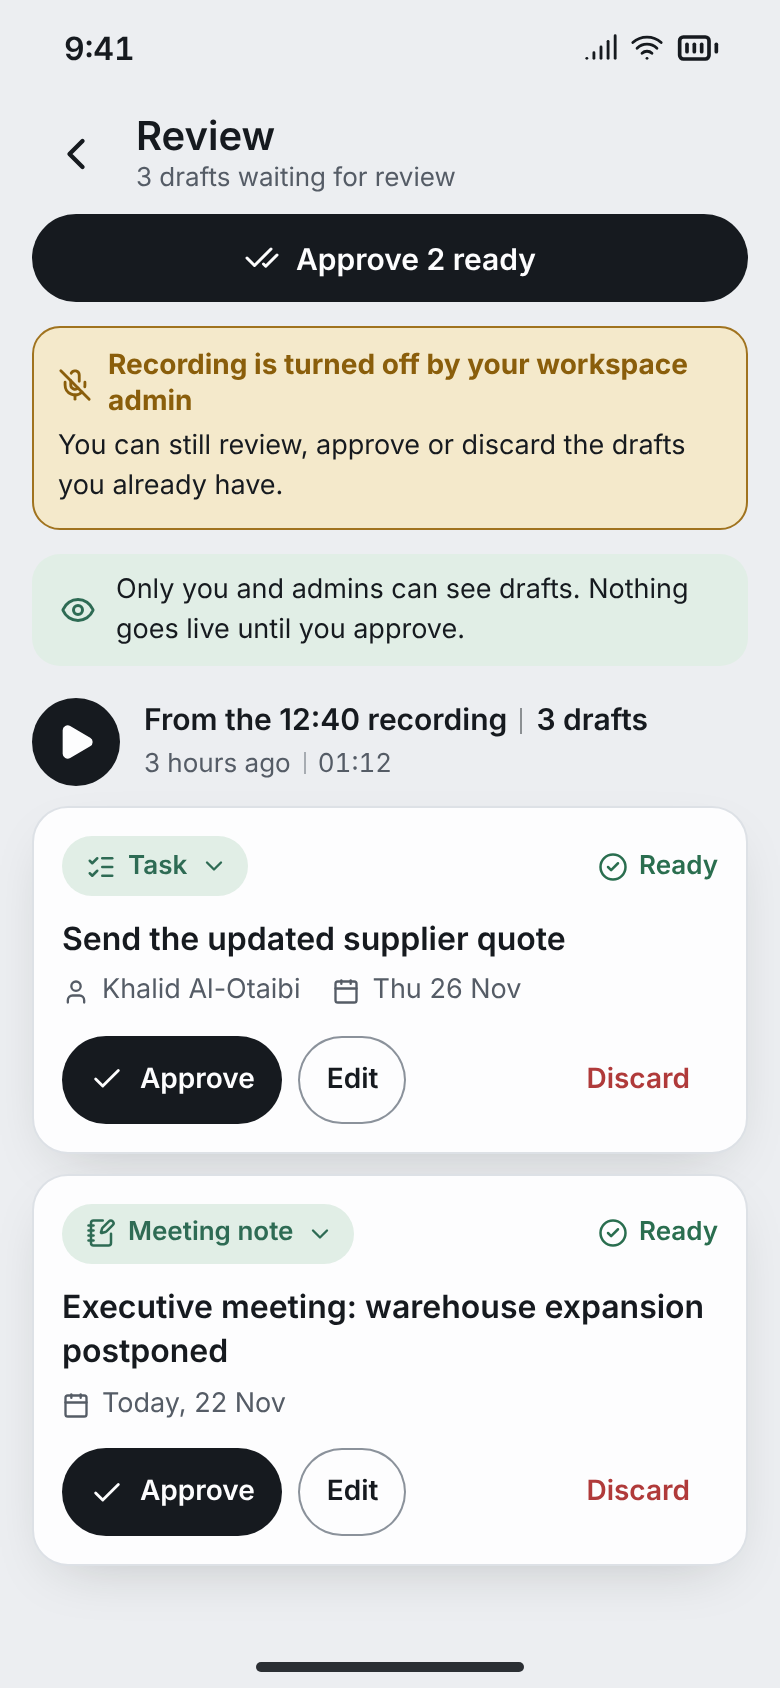 9:41
Review
3 drafts waiting for review
Approve 2 ready
Recording is turned off by your workspace
admin
You can still review, approve or discard the drafts
you already have.
Only you and admins can see drafts. Nothing
goes live until you approve.
From the 12:40 recording | 3 drafts
3 hours ago | 01:12
Task Ready
Send the updated supplier quote
Khalid Al-Otaibi Thu 26 Nov
Approve Edit Discard
Meeting note Ready
Executive meeting: warehouse expansion
postponed
Today, 22 Nov
Approve Edit Discard